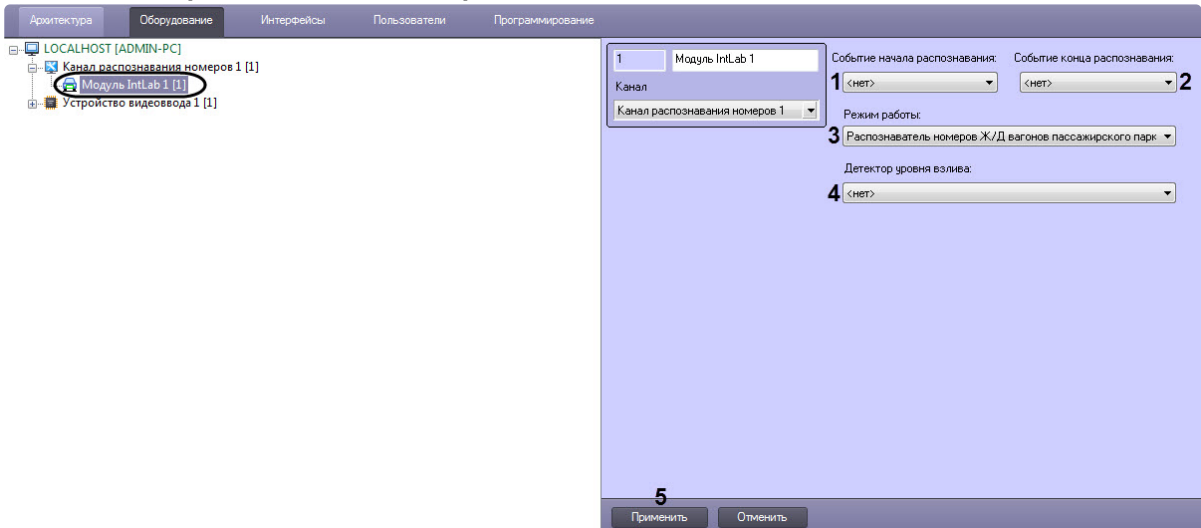 Архитектура Оборудование Интерфейсы Пользователи Программирование
LOCALHOST [ADMIN-PC]
Канал распознавания номеров 1 [1]
Модуль IntLab 1 [1]
Устройство видеоввода 1 [1]
1 Модуль IntLab 1
Канал
Канал распознавания номеров 1
Событие начала распознавания: Событие конца распознавания:
1 <нет> <нет> 2
Режим работы:
3 Распознаватель номеров Ж/Д вагонов пассажирского парк
Детектор уровня взлива:
4 <нет>
5
Применить Отменить